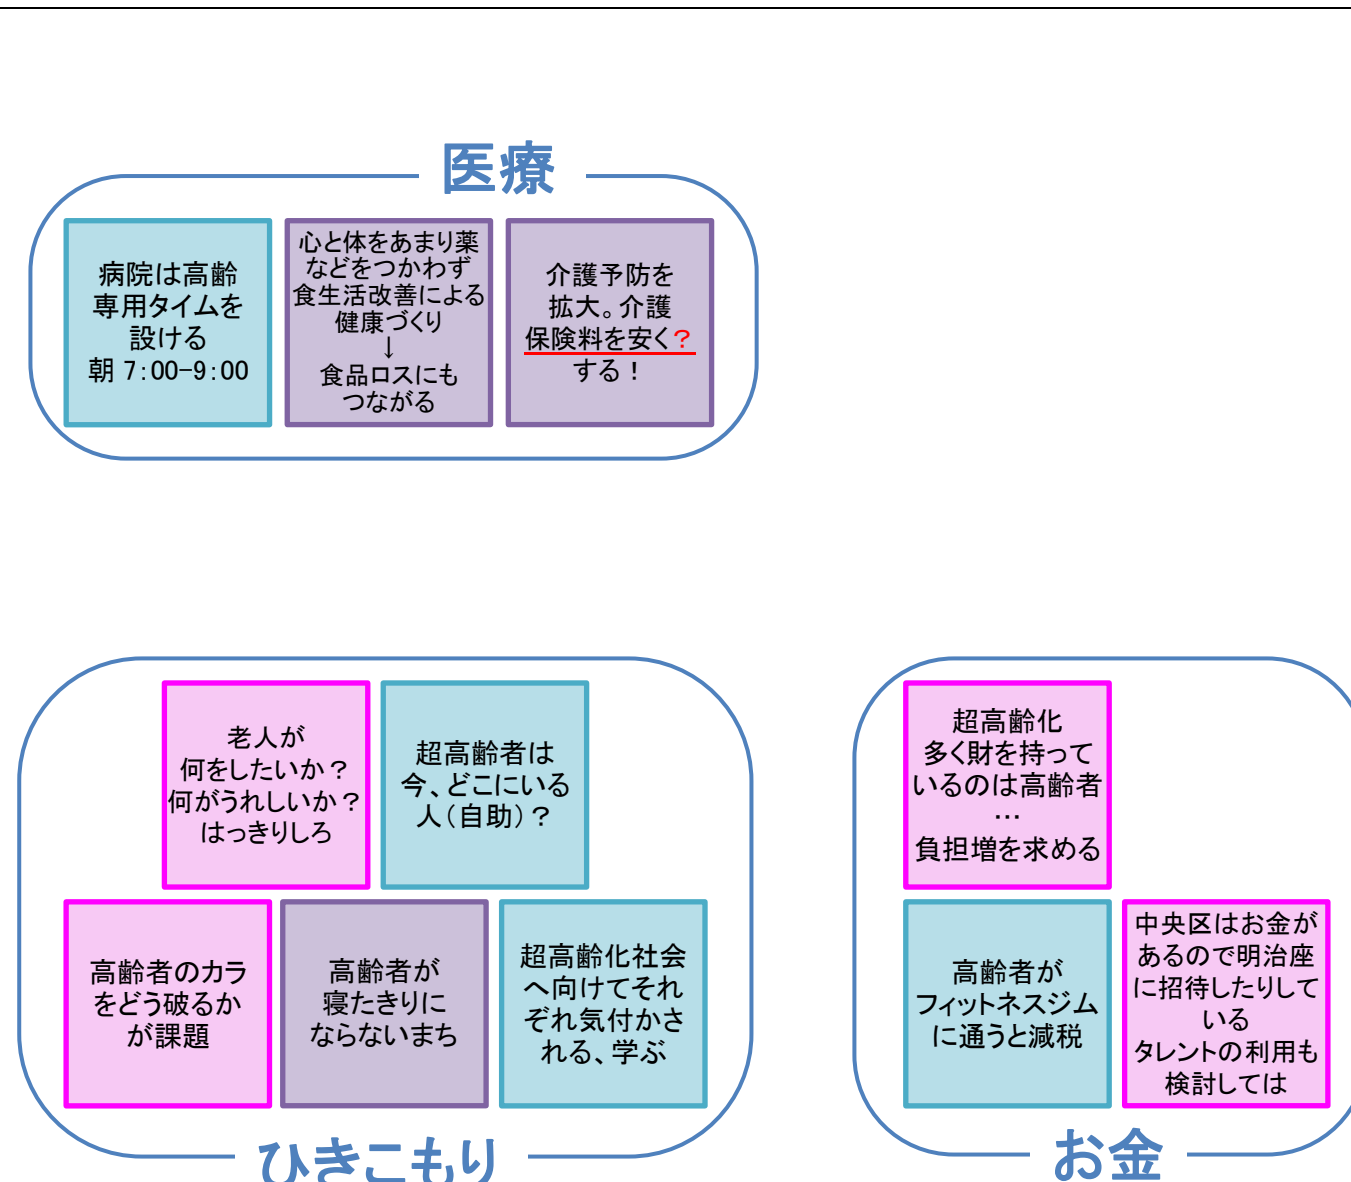 医療
病院は高齢
専用タイムを
設ける
朝 7:00-9:00
心と体をあまり薬
などをつかわず
食生活改善による
健康づくり
↓
食品ロスにも
つながる
介護予防を
拡大。介護
保険料を安く？
する！
老人が
何をしたいか？
何がうれしいか？
はっきりしろ
超高齢者は
今、どこにいる
人（自助）？
高齢者のカラ
をどう破るか
が課題
高齢者が
寝たきりに
ならないまち
超高齢化社会
へ向けてそれ
ぞれ気付かさ
れる、学ぶ
ひきこもり
超高齢化
多く財を持って
いるのは高齢者
…
負担増を求める
高齢者が
フィットネスジム
に通うと減税
中央区はお金が
あるので明治座
に招待したりして
いる
タレントの利用も
検討しては
お金